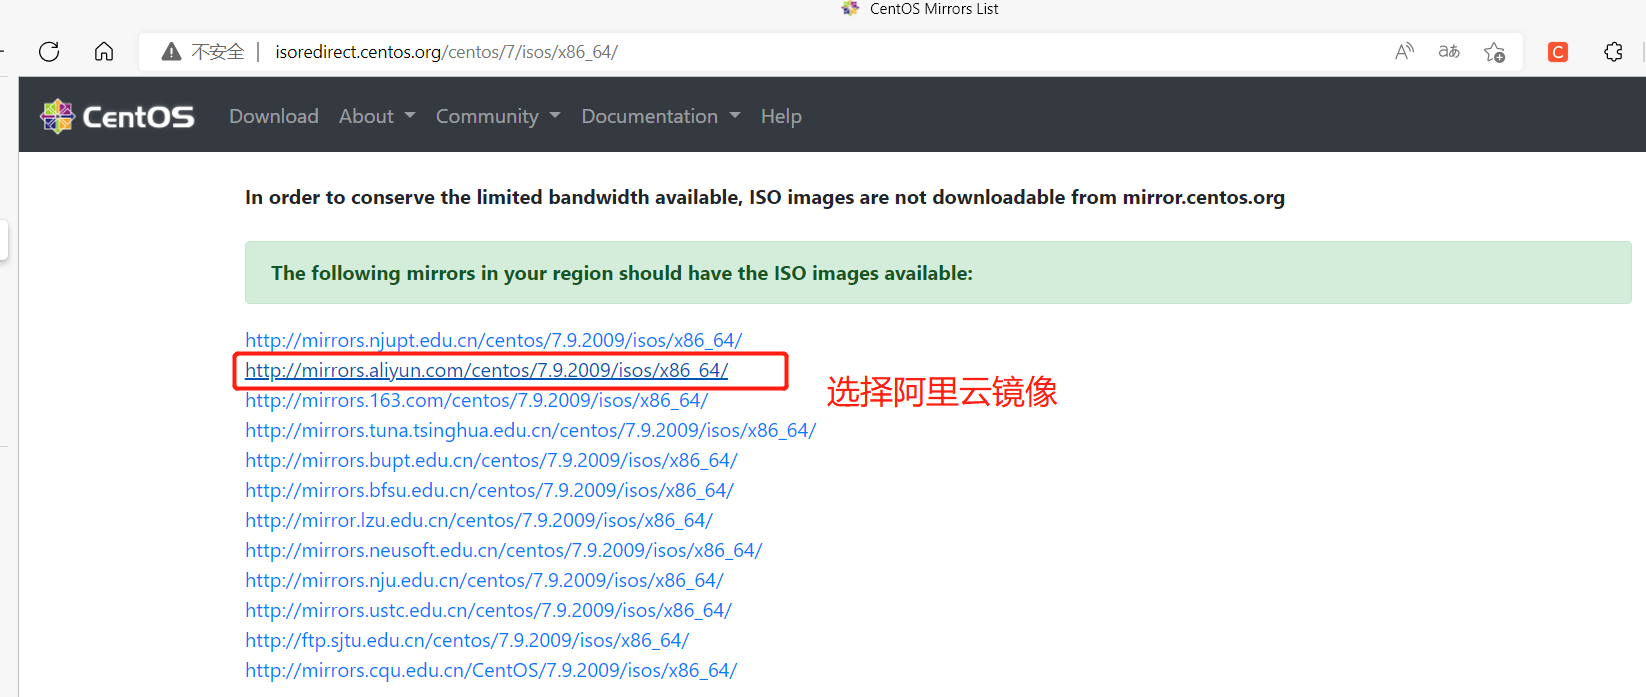 CentOS Mirrors List
不安全 isoredirect.centos.org/centos/7/isos/x86_64/ A aあ C
CentOS Download About Community Documentation Help
In order to conserve the limited bandwidth available, ISO images are not downloadable from mirror.centos.org
The following mirrors in your region should have the ISO images available:
http://mirrors.njupt.edu.cn/centos/7.9.2009/isos/x86_64/
http://mirrors.aliyun.com/centos/7.9.2009/isos/x86_64/
选择阿里云镜像
http://mirrors.163.com/centos/7.9.2009/isos/x86_64/
http://mirrors.tuna.tsinghua.edu.cn/centos/7.9.2009/isos/x86_64/
http://mirrors.bupt.edu.cn/centos/7.9.2009/isos/x86_64/
http://mirrors.bfsu.edu.cn/centos/7.9.2009/isos/x86_64/
http://mirror.lzu.edu.cn/centos/7.9.2009/isos/x86_64/
http://mirrors.neusoft.edu.cn/centos/7.9.2009/isos/x86_64/
http://mirrors.nju.edu.cn/centos/7.9.2009/isos/x86_64/
http://mirrors.ustc.edu.cn/centos/7.9.2009/isos/x86_64/
http://ftp.sjtu.edu.cn/centos/7.9.2009/isos/x86_64/
http://mirrors.cqu.edu.cn/CentOS/7.9.2009/isos/x86_64/